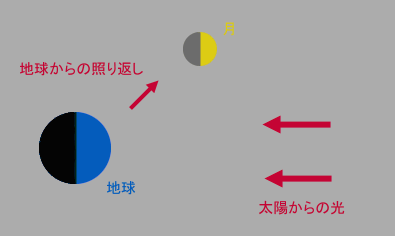 月
地球からの照り返し
地球
太陽からの光